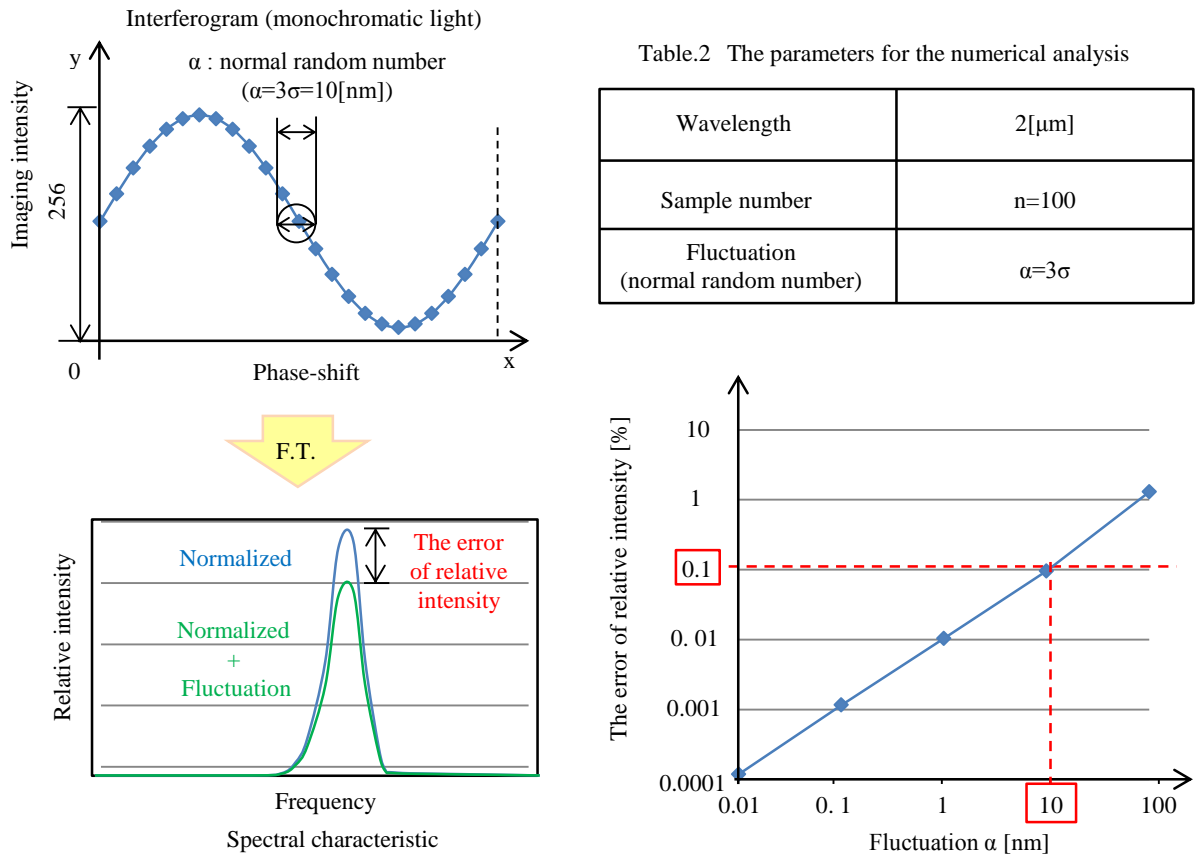 Interferogram (monochromatic light)
y
α : normal random number
(α=3σ=10[nm])
Imaging intensity
256
0
Phase-shift
x
F.T.
Relative intensity
Normalized
Normalized
+
Fluctuation
The error
of relative
intensity
Frequency
Spectral characteristic
Table.2 The parameters for the numerical analysis
Wavelength
2[μm]
Sample number
n=100
Fluctuation
(normal random number)
α=3σ
The error of relative intensity [%]
10
1
0.1
0. 01
0.001
0.0001
0.01
0. 1
1
10
100
Fluctuation α [nm]